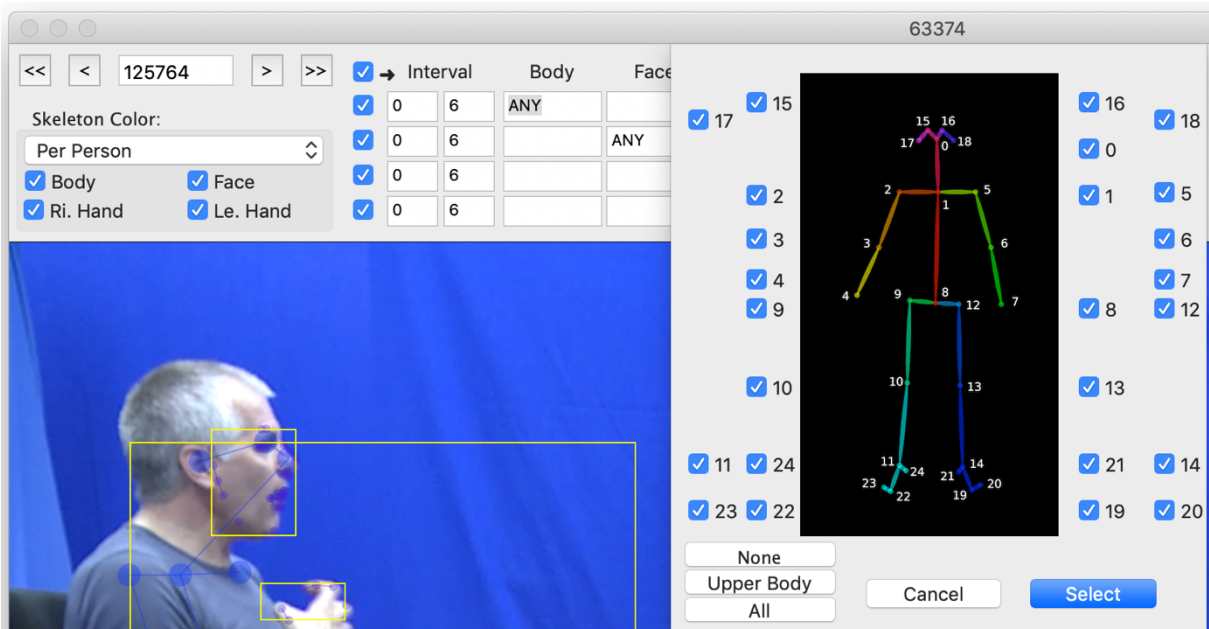 63374
<< < 125764 > >>
➜ Interval Body Face
Skeleton Color:
Per Person
Body Face
Ri. Hand Le. Hand
0 6 ANY
0 6 ANY
0 6
0 6
17 15 16 18
0
2 1 5
3 6
4 7
9 8 12
10 13
11 24 21 14
23 22 19 20
15 16
17 0 18
2 5
1
3 6
4 7
9 8 12
10 13
11 24 21 14
23 22 19 20
None
Upper Body
All
Cancel Select